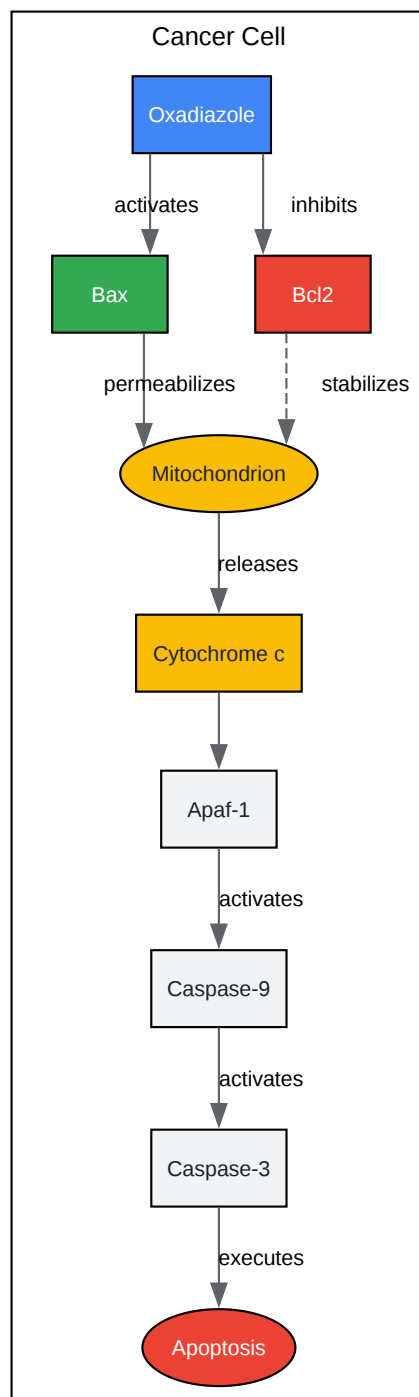 Cancer Cell
Oxadiazole
activates
inhibits
Bax
Bcl2
permeabilizes
stabilizes
Mitochondrion
releases
Cytochrome c
Apaf-1
activates
Caspase-9
activates
Caspase-3
executes
Apoptosis